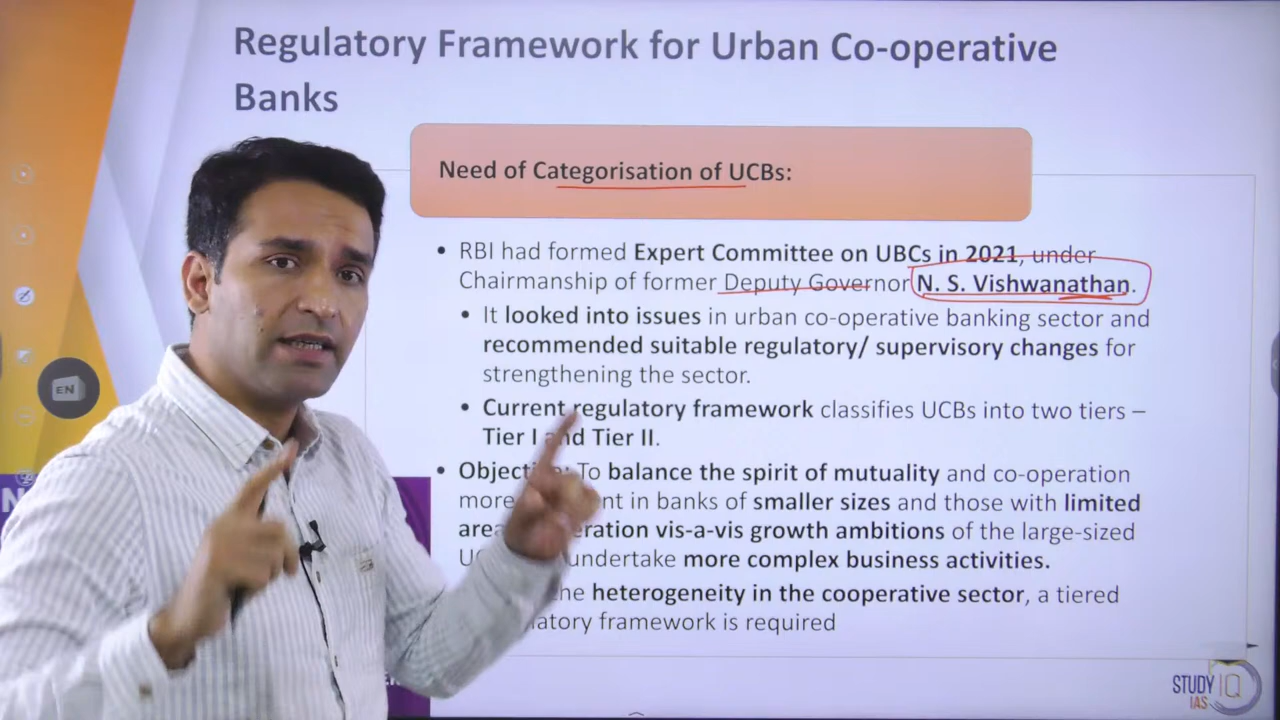 Regulatory Framework for Urban Co-operative
Banks
Need of Categorisation of UCBs:
• RBI had formed Expert Committee on UBCs in 2021, under
Chairmanship of former Deputy Governor N. S. Vishwanathan.
• It looked into issues in urban co-operative banking sector and
recommended suitable regulatory/ supervisory changes for
strengthening the sector.
• Current regulatory framework classifies UCBs into two tiers –
Tier I and Tier II.
• Objective: To balance the spirit of mutuality and co-operation
more in banks of smaller sizes and those with limited
vis-a-vis growth ambitions of the large-sized
undertake more complex business activities.
heterogeneity in the cooperative sector, a tiered
framework is required
EN
STUDY IQ
IAS